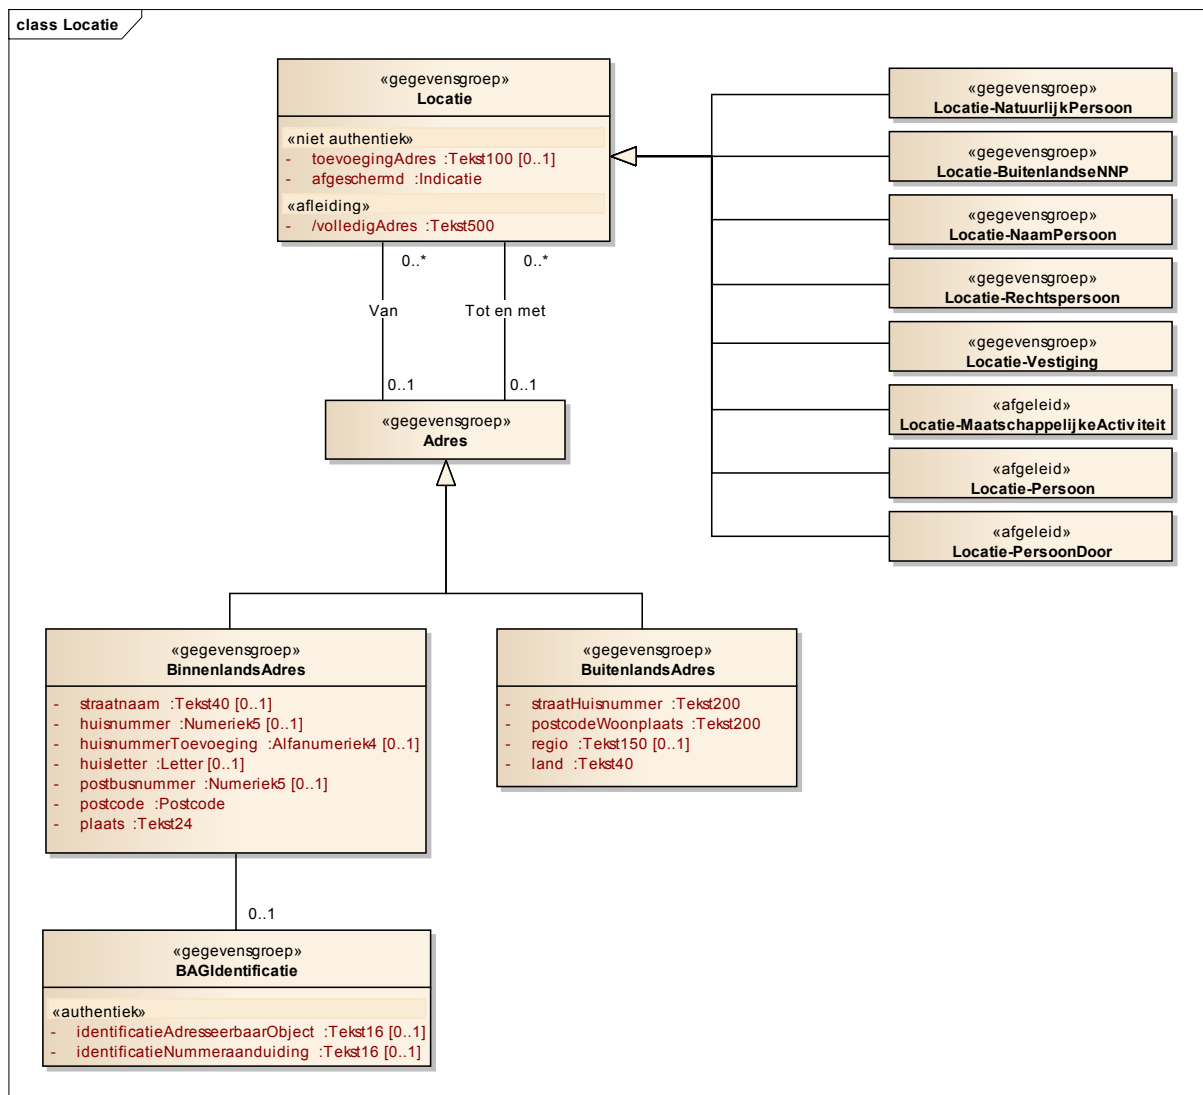 class Locatie
«gegevensgroep»
Locatie
«niet authentiek»
- toevoegingAdres :Tekst100 [0..1]
- afgeschermd :Indicatie
«afleiding»
- /volledigAdres :Tekst500
0..*
0..*
Van
Tot en met
0..1
0..1
«gegevensgroep»
Adres
«gegevensgroep»
Locatie-NatuurlijkPersoon
«gegevensgroep»
Locatie-BuitenlandseNNP
«gegevensgroep»
Locatie-NaamPersoon
«gegevensgroep»
Locatie-Rechtspersoon
«gegevensgroep»
Locatie-Vestiging
«afgeleid»
Locatie-MaatschappelijkeActiviteit
«afgeleid»
Locatie-Persoon
«afgeleid»
Locatie-PersoonDoor
«gegevensgroep»
BinnenlandsAdres
- straatnaam :Tekst40 [0..1]
- huisnummer :Numeriek5 [0..1]
- huisnummerToevoeging :Alfanumeriek4 [0..1]
- huisletter :Letter [0..1]
- postbusnummer :Numeriek5 [0..1]
- postcode :Postcode
- plaats :Tekst24
«gegevensgroep»
BuitenlandsAdres
- straatHuisnummer :Tekst200
- postcodeWoonplaats :Tekst200
- regio :Tekst150 [0..1]
- land :Tekst40
0..1
«gegevensgroep»
BAGIdentificatie
«authentiek»
- identificatieAdresseerbaarObject :Tekst16 [0..1]
- identificatieNummeraanduiding :Tekst16 [0..1]